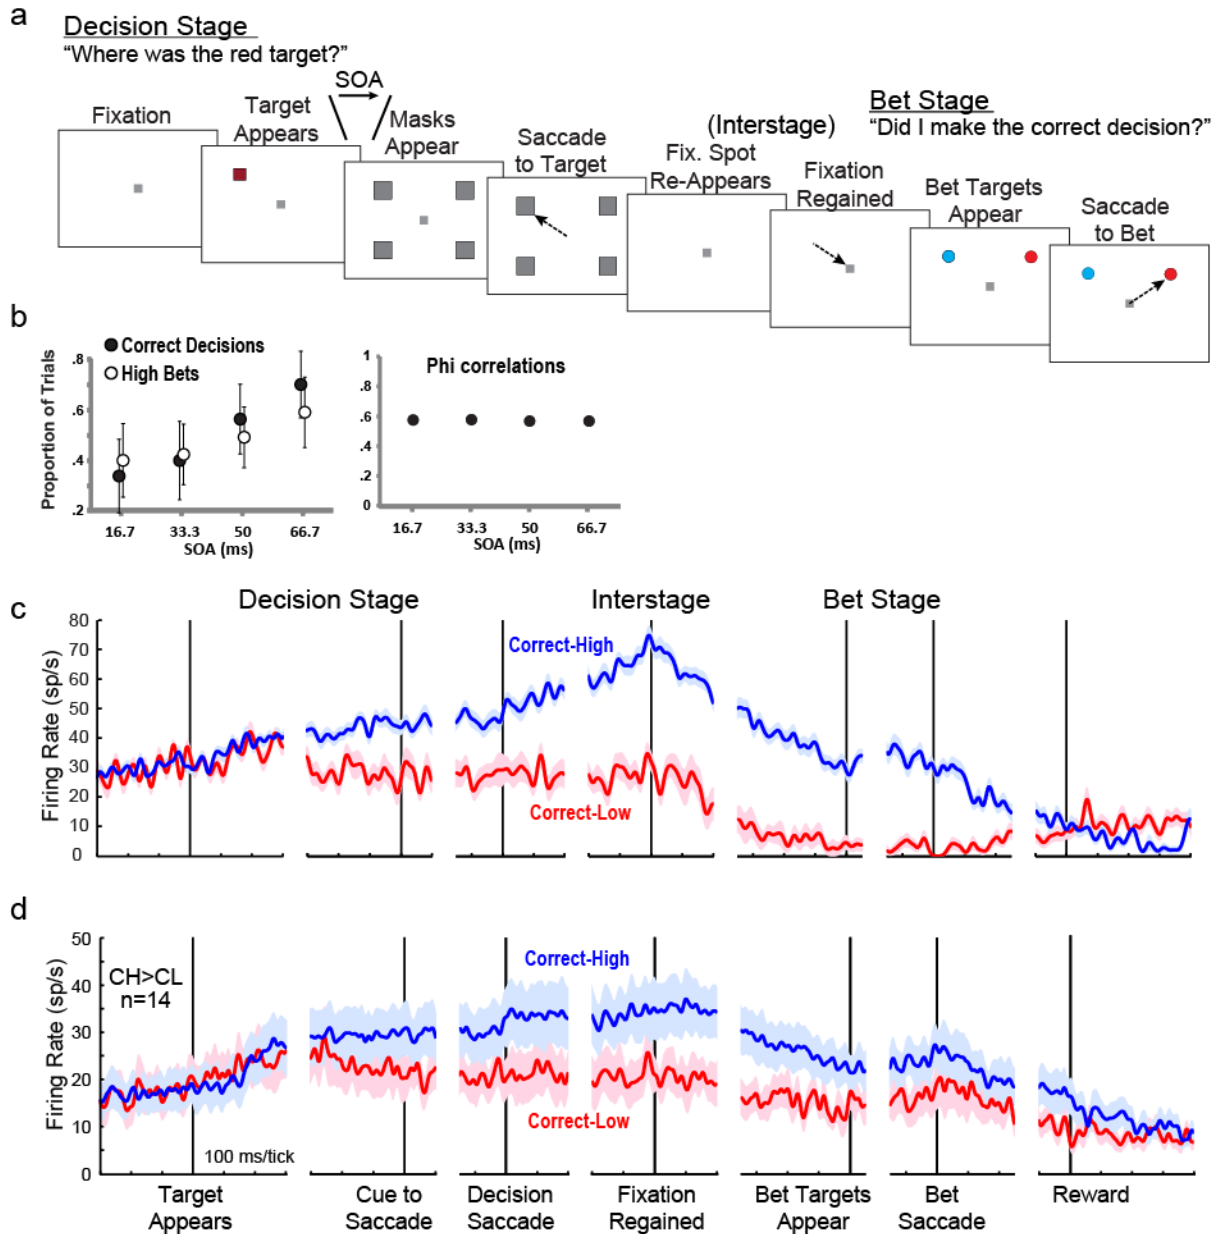 a
Decision Stage
“Where was the red target?”
SOA
Bet Stage
“Did I make the correct decision?”
(Interstage)
Fixation
Target
Appears
Masks
Appear
Saccade
to Target
Fix. Spot
Re-Appears
Fixation
Regained
Bet Targets
Appear
Saccade
to Bet
b
Correct Decisions
High Bets
Proportion of Trials
.8
.6
.4
.2
16.7 33.3 50 66.7
SOA (ms)
Phi correlations
1
.8
.6
.4
.2
0
16.7 33.3 50 66.7
SOA (ms)
c
Decision Stage Interstage Bet Stage
Firing Rate (sp/s)
80
70
60
50
40
30
20
10
0
Correct-High
Correct-Low
d
Firing Rate (sp/s)
50
40
30
20
10
0
CH>CL
n=14
Correct-High
Correct-Low
100 ms/tick
Target
Appears
Cue to
Saccade
Decision
Saccade
Fixation
Regained
Bet Targets
Appear
Bet
Saccade
Reward